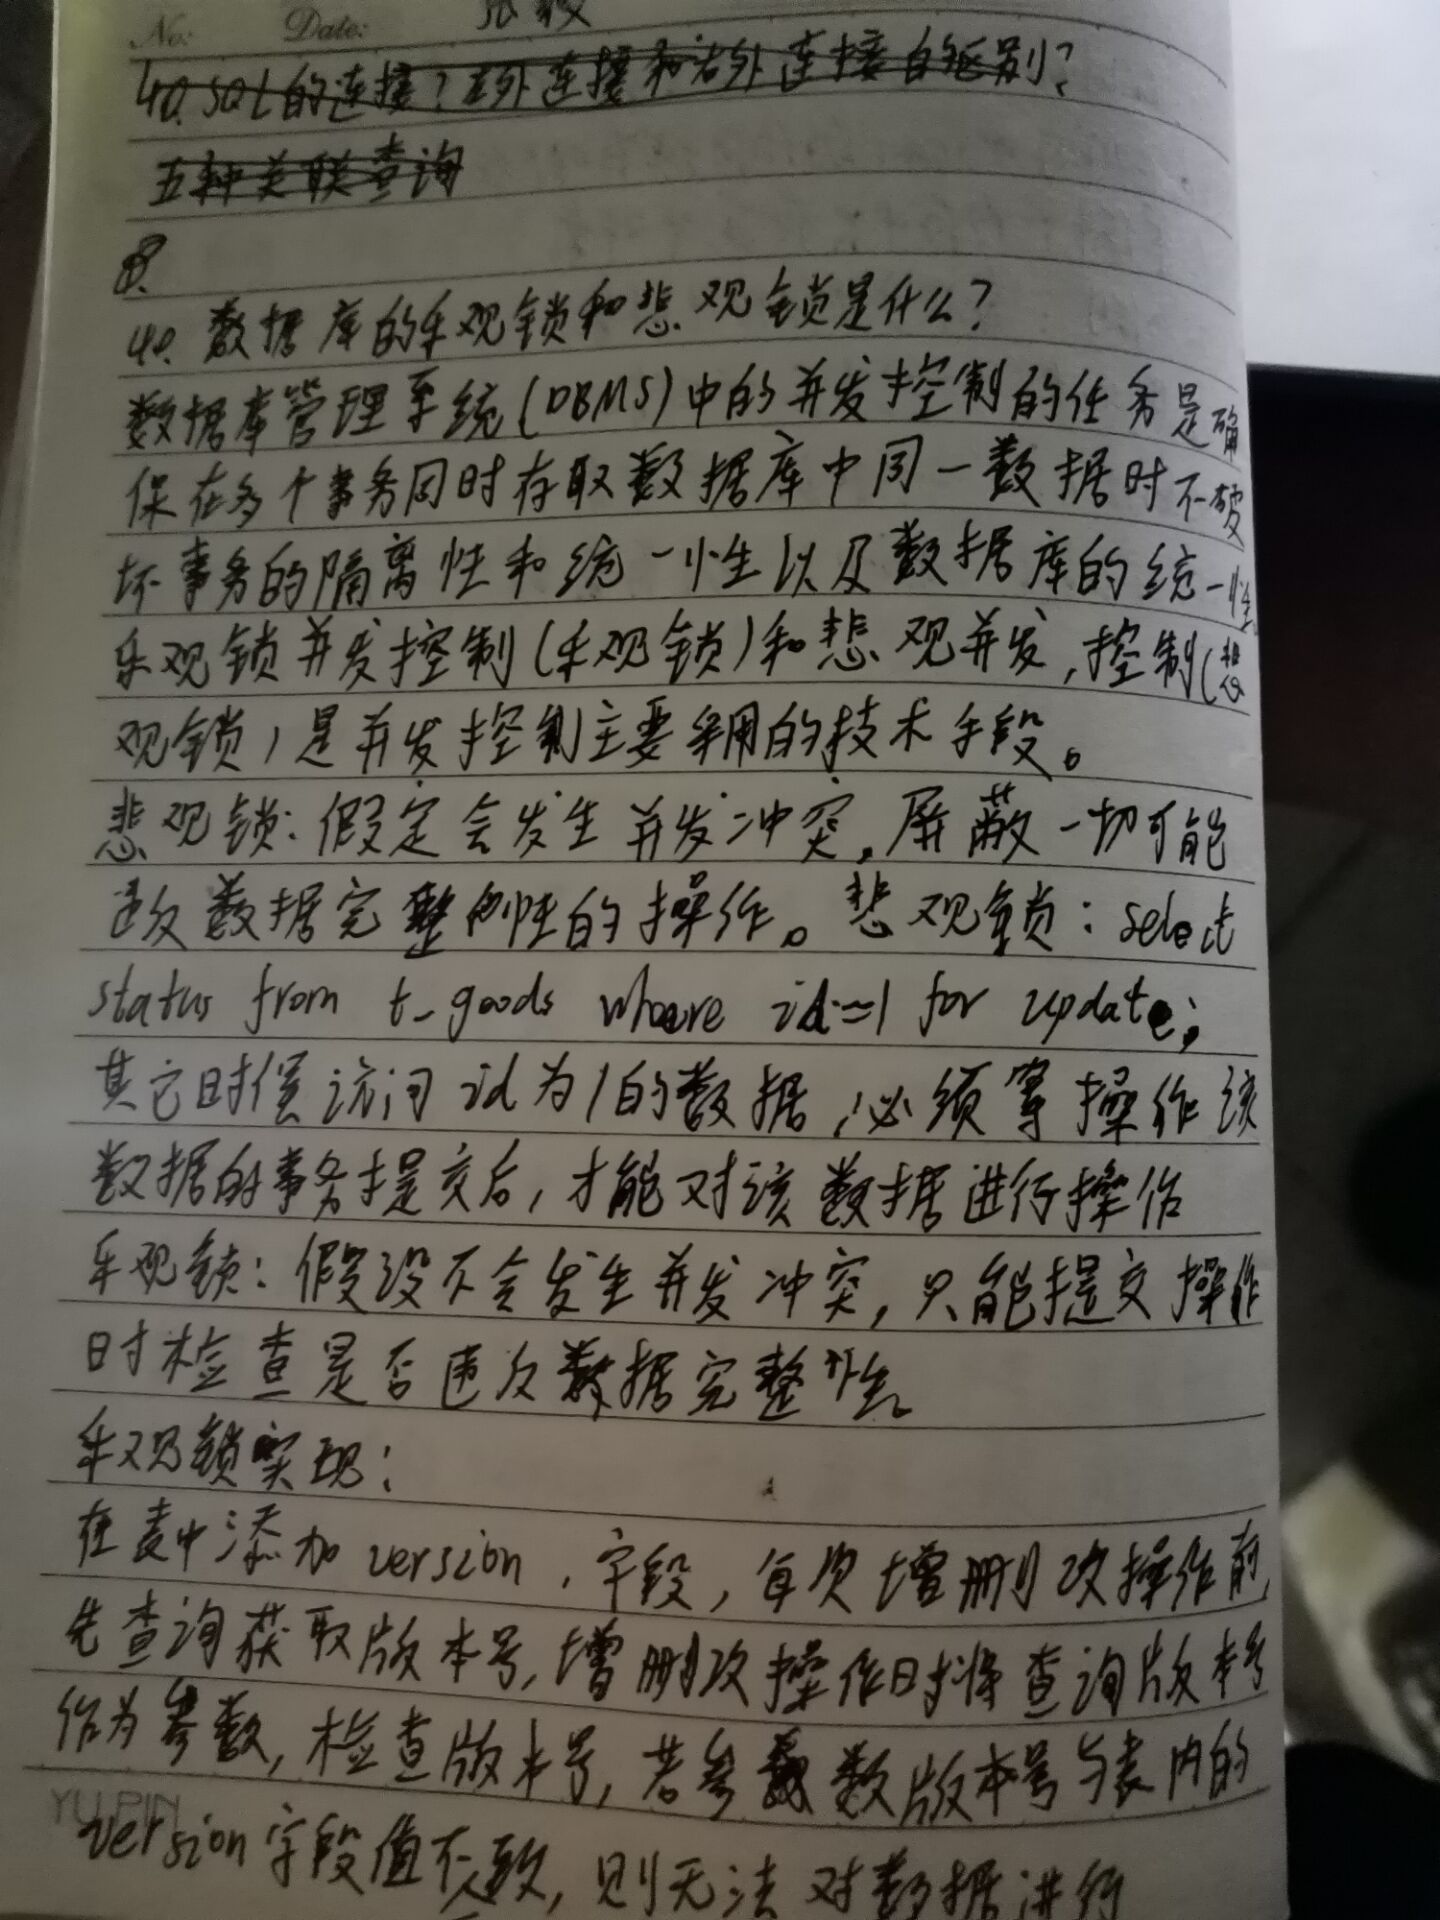 No: Date:
40.SQL的连接？左外连接和右外连接的区别？
五种关联查询
8.
40.数据库的乐观锁和悲观锁是什么？
数据库管理系统(DBMS)中的并发控制的任务是确
保在多个事务同时存取数据库中同一数据时不破
坏事务的隔离性和统一性以及数据库的统一性
乐观锁并发控制(乐观锁)和悲观并发,控制(悲
观锁)是并发控制主要采用的技术手段。
悲观锁:假定会发生并发冲突,屏蔽一切可能
违反数据完整性的操作。悲观锁:select
status from t_goods where id=1 for update;
其它时候访问id为1的数据,必须等操作该
数据的事务提交后,才能对该数据进行操作
乐观锁:假设不会发生并发冲突,只能提交操作
时检查是否违反数据完整性。
乐观锁实现:
在表中添加version,字段,每次增删改操作前,
先查询获取版本号,增删改操作时将查询版本号
作为参数,检查版本号,若参数版本号与表内的
YU PIN
version字段值不一致,则无法对数据进行